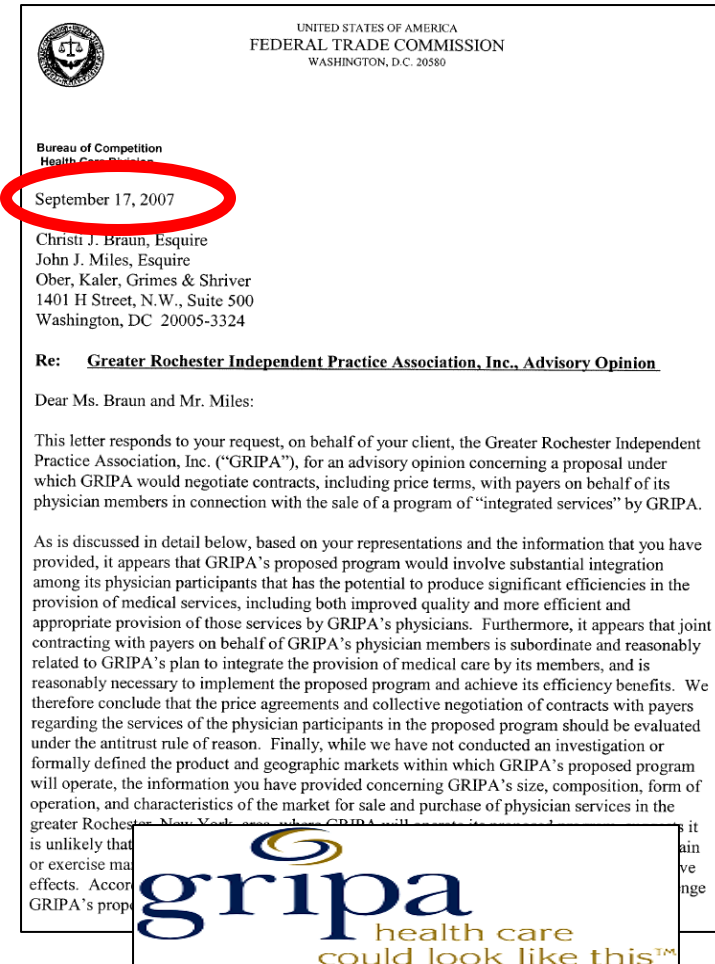 UNITED STATES OF AMERICA
FEDERAL TRADE COMMISSION
WASHINGTON, D.C. 20580
Bureau of Competition
Health Care Division
September 17, 2007
Christi J. Braun, Esquire
John J. Miles, Esquire
Ober, Kaler, Grimes & Shriver
1401 H Street, N.W., Suite 500
Washington, DC 20005-3324
Re: Greater Rochester Independent Practice Association, Inc., Advisory Opinion
Dear Ms. Braun and Mr. Miles:
This letter responds to your request, on behalf of your client, the Greater Rochester Independent
Practice Association, Inc. ("GRIPA"), for an advisory opinion concerning a proposal under
which GRIPA would negotiate contracts, including price terms, with payers on behalf of its
physician members in connection with the sale of a program of "integrated services" by GRIPA.
As is discussed in detail below, based on your representations and the information that you have
provided, it appears that GRIPA's proposed program would involve substantial integration
among its physician participants that has the potential to produce significant efficiencies in the
provision of medical services, including both improved quality and more efficient and
appropriate provision of those services by GRIPA's physicians. Furthermore, it appears that joint
contracting with payers on behalf of GRIPA's physician members is subordinate and reasonably
related to GRIPA's plan to integrate the provision of medical care by its members, and is
reasonably necessary to implement the proposed program and achieve its efficiency benefits. We
therefore conclude that the price agreements and collective negotiation of contracts with payers
regarding the services of the physician participants in the proposed program should be evaluated
under the antitrust rule of reason. Finally, while we have not conducted an investigation or
formally defined the product and geographic markets within which GRIPA's proposed program
will operate, the information you have provided concerning GRIPA's size, composition, form of
operation, and characteristics of the market for sale and purchase of physician services in the
greater Rochester, New York, area, where GRIPA will operate its proposed program, it
is unlikely that
or exercise
effects.
GRIPA's
gripa
health care
could look like this™